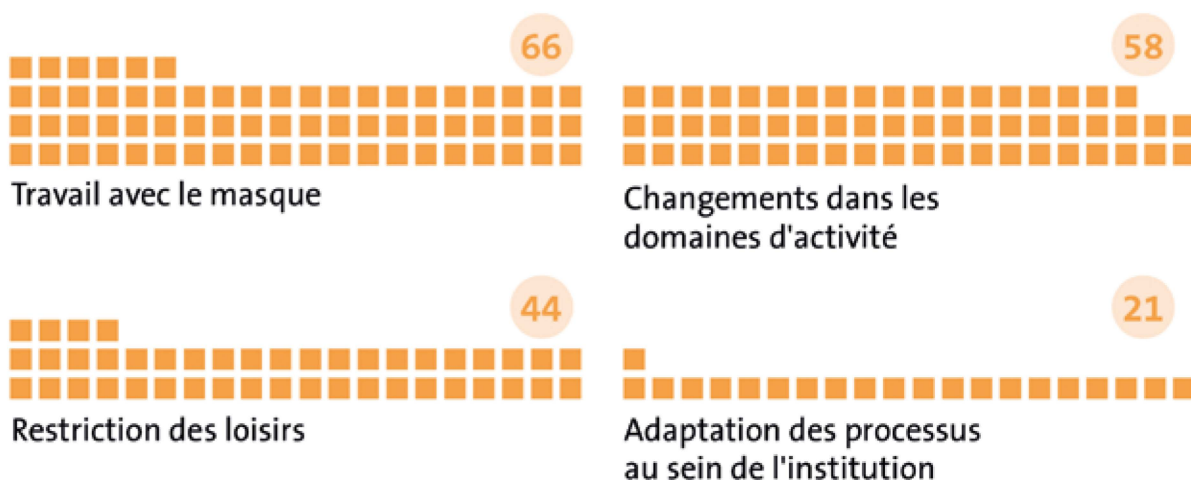 66
Travail avec le masque
58
Changements dans les
domaines d'activité
44
Restriction des loisirs
21
Adaptation des processus
au sein de l'institution